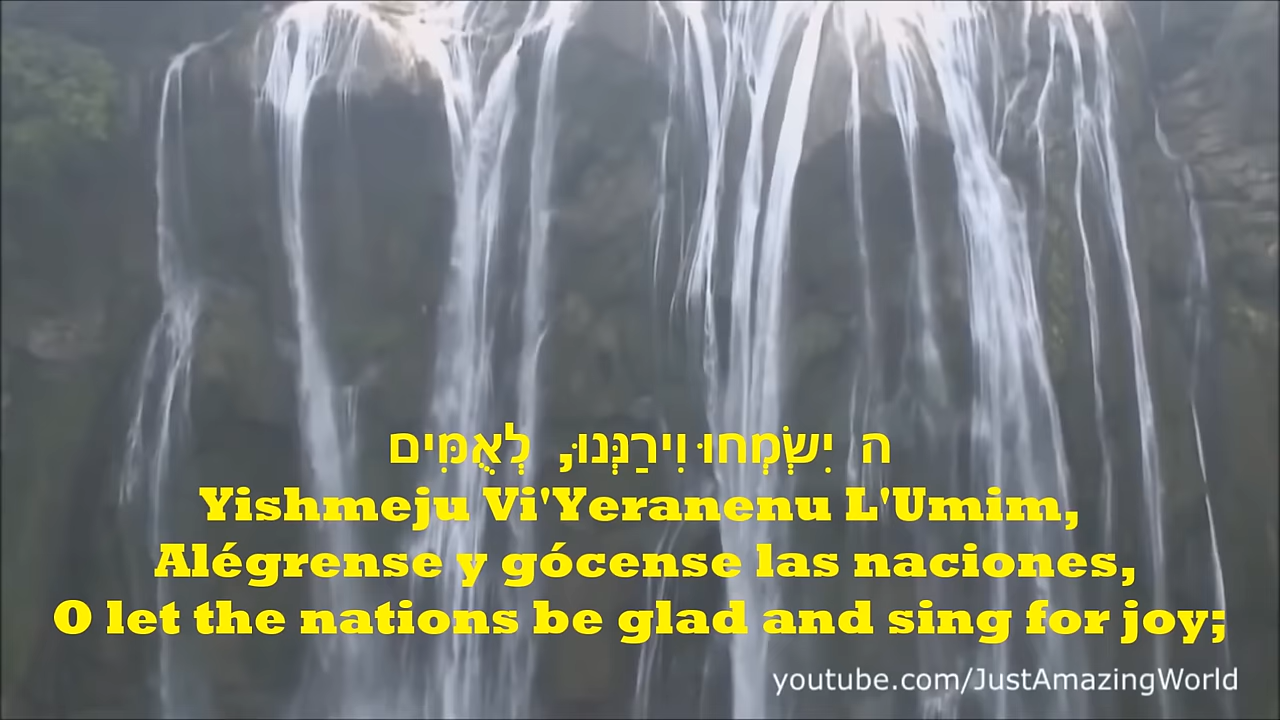 ה יִשְׂמְחוּ וִירַנְּנוּ, לְאֻמִּים
Yishmeju Vi'Yeranenu L'Umim,
Alégrense y gócense las naciones,
O let the nations be glad and sing for joy;
youtube.com/JustAmazingWorld